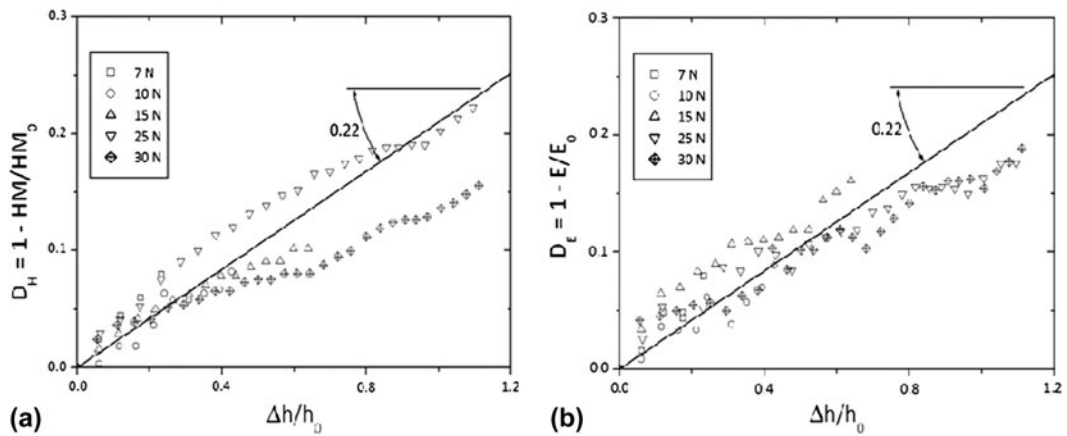 0.3
0.2
0.1
0.0
0.0 0.4 0.8 1.2
D_H = 1 - HM/HM_0
Δh/h_0
7 N
10 N
15 N
25 N
30 N
0.22
(a)
0.3
0.2
0.1
0.0
0.0 0.4 0.8 1.2
D_E = 1 - E/E_0
Δh/h_0
7 N
10 N
15 N
25 N
30 N
0.22
(b)